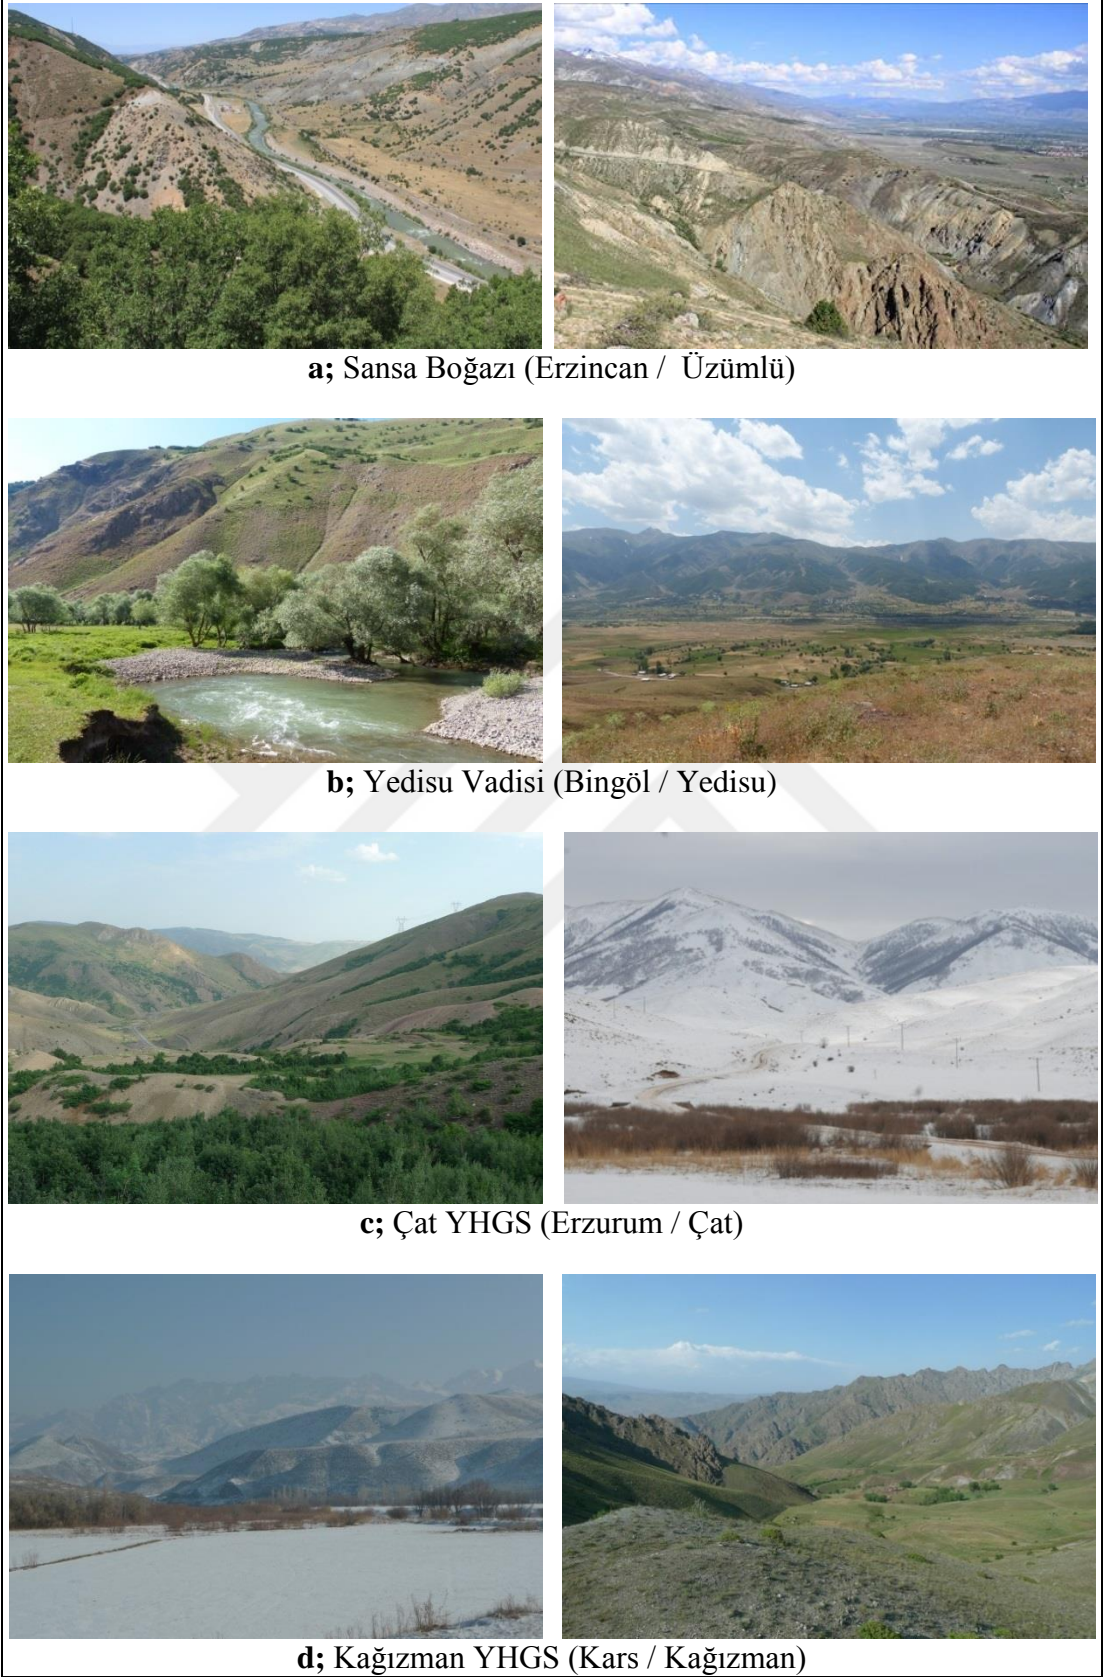 a; Sansa Boğazı (Erzincan / Üzümlü)
b; Yedisu Vadisi (Bingöl / Yedisu)
c; Çat YHGS (Erzurum / Çat)
d; Kağızman YHGS (Kars / Kağızman)